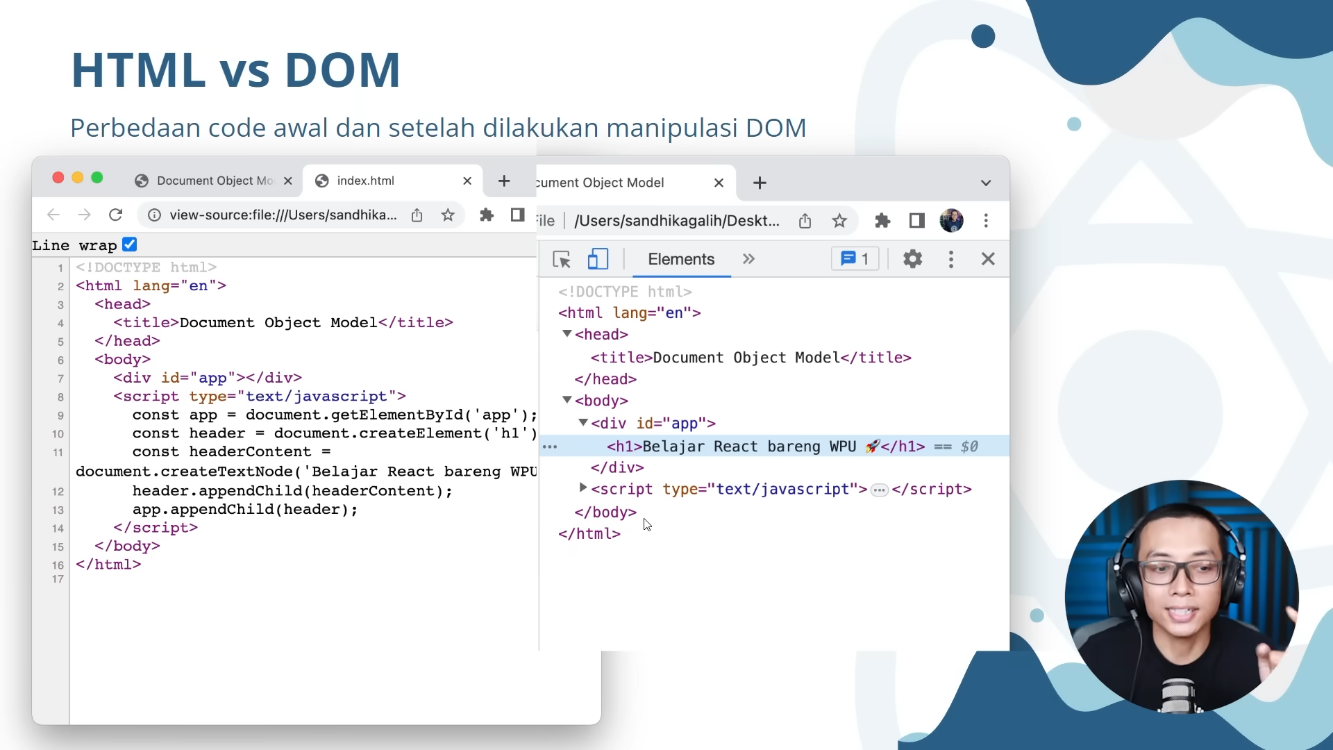 HTML vs DOM
Perbedaan code awal dan setelah dilakukan manipulasi DOM
Document Object Mo
index.html
view-source:file:///Users/sandhika...
Line wrap
1 <!DOCTYPE html>
2 <html lang="en">
3 <head>
4 <title>Document Object Model</title>
5 </head>
6 <body>
7 <div id="app"></div>
8 <script type="text/javascript">
9 const app = document.getElementById('app');
10 const header = document.createElement('h1')
11 const headerContent =
document.createTextNode('Belajar React bareng WPU
12 header.appendChild(headerContent);
13 app.appendChild(header);
14 </script>
15 </body>
16 </html>
17
cument Object Model
File | /Users/sandhikagalih/Deskt...
Elements
1
<!DOCTYPE html>
<html lang="en">
<head>
<title>Document Object Model</title>
</head>
<body>
<div id="app">
<h1>Belajar React bareng WPU 🚀</h1> == $0
</div>
<script type="text/javascript">…</script>
</body>
</html>